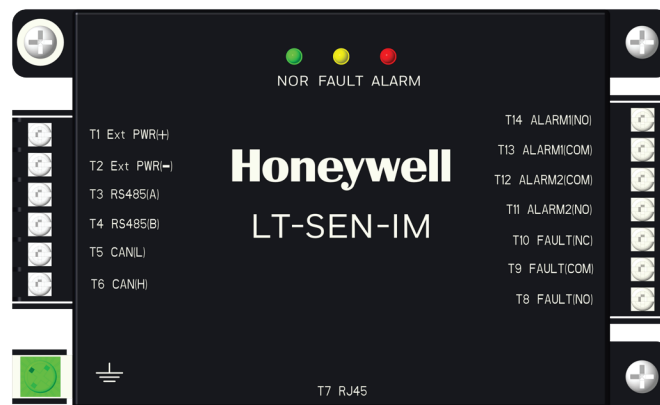 NOR FAULT ALARM
T1 Ext PWR(+)
T2 Ext PWR(-)
T3 RS485(A)
T4 RS485(B)
T5 CAN(L)
T6 CAN(H)
Honeywell
LT-SEN-IM
T14 ALARM1(NO)
T13 ALARM1(COM)
T12 ALARM2(COM)
T11 ALARM2(NO)
T10 FAULT(NC)
T9 FAULT(COM)
T8 FAULT(NO)
T7 RJ45